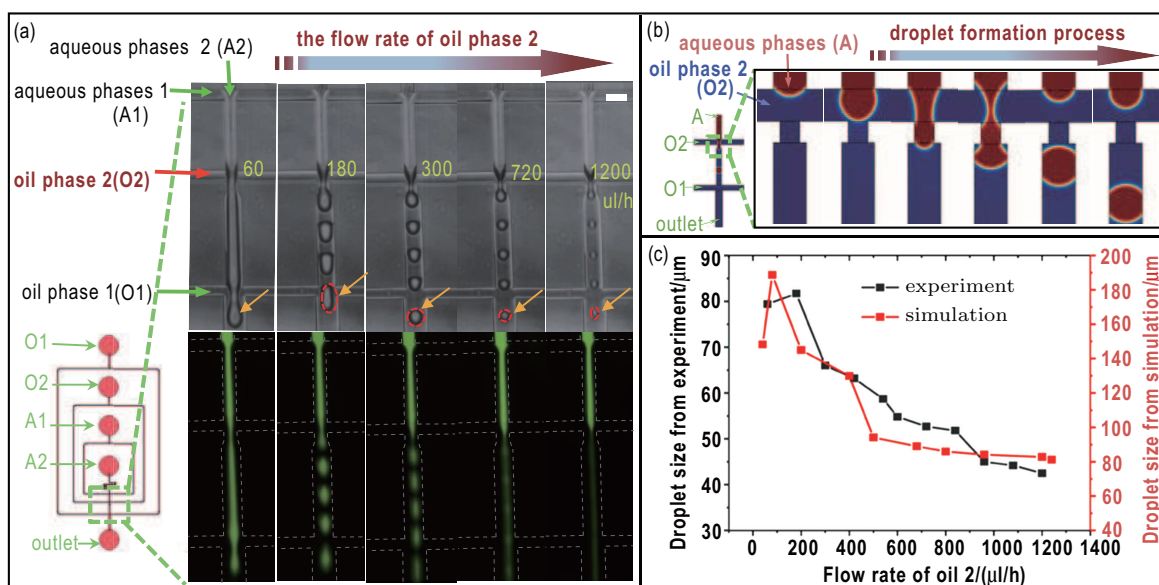 (a)
aqueous phases 2 (A2)
the flow rate of oil phase 2
aqueous phases 1
(A1)
oil phase 2(O2)
60
180
300
720
1200
ul/h
oil phase 1(O1)
O1
O2
A1
A2
outlet
(b)
aqueous phases (A)
droplet formation process
oil phase 2
(O2)
A
O2
O1
outlet
(c)
Droplet size from experiment/μm
90
80
70
60
50
40
30
experiment
simulation
200
180
160
140
120
100
80
60
40
Droplet size from simulation/μm
0
200
400
600
800
1000
1200
1400
Flow rate of oil 2/(μl/h)